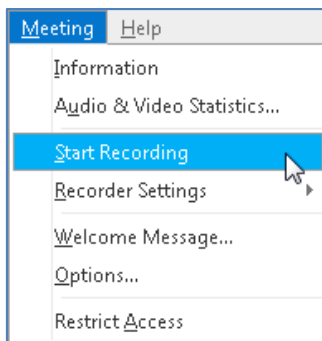 Meeting Help
Information
Audio & Video Statistics...
Start Recording
Recorder Settings
Welcome Message...
Options...
Restrict Access